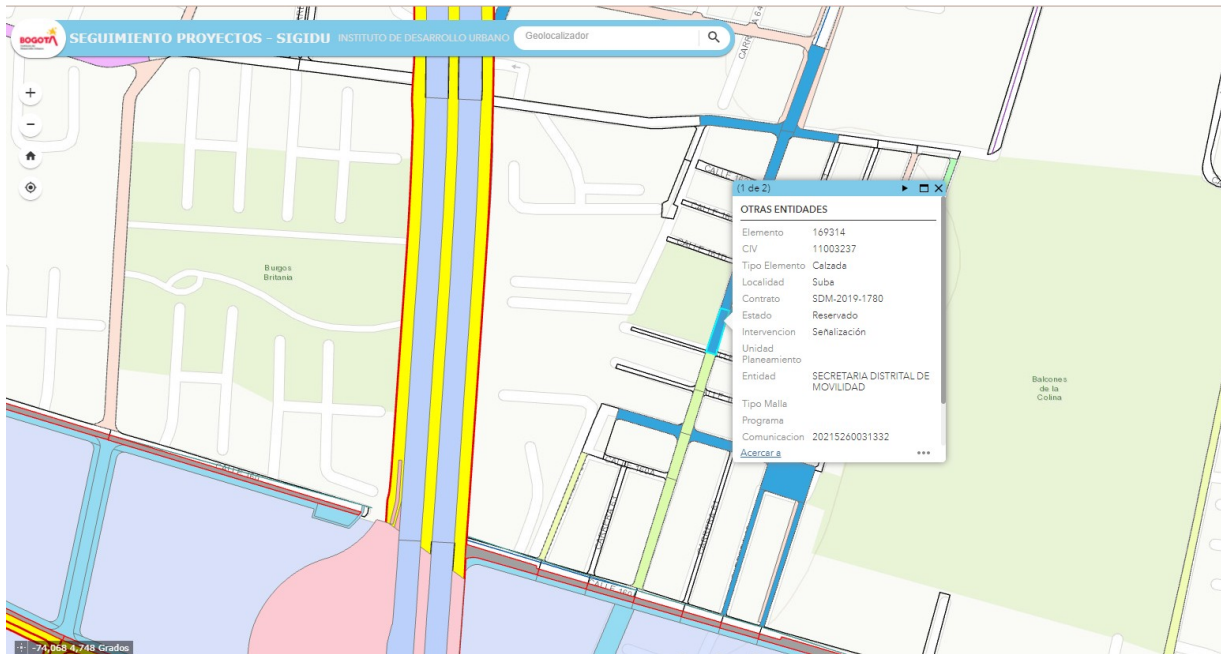 BOGOTÁ
SEGUIMIENTO PROYECTOS - SIGIDU INSTITUTO DE DESARROLLO URBANO
Geolocalizador
Burgos
Britania
(1 de 2)
OTRAS ENTIDADES
Elemento 169314
CIV 11003237
Tipo Elemento Calzada
Localidad Suba
Contrato SDM-2019-1780
Estado Reservado
Intervencion Señalización
Unidad
Planeamiento
Entidad SECRETARIA DISTRITAL DE
MOVILIDAD
Tipo Malla
Programa
Comunicacion 20215260031332
Acercar a
Balcones
de la
Colina
CALLE 160
-74,068 4,748 Grados